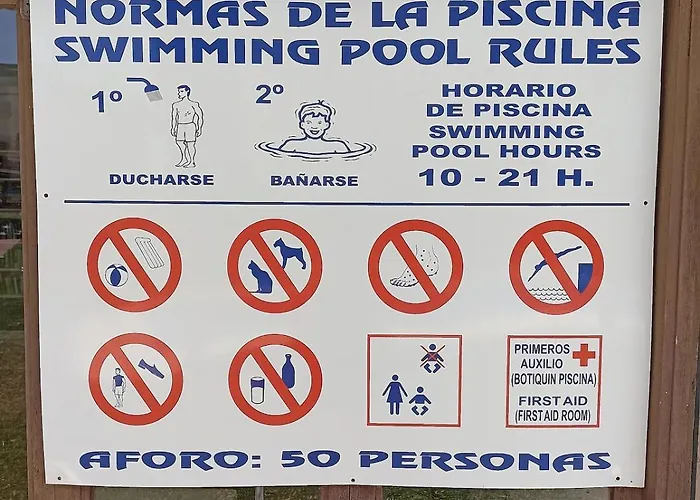 NORMAS DE LA PISCINA
SWIMMING POOL RULES
1º
DUCHARSE
2º
BAÑARSE
HORARIO
DE PISCINA
SWIMMING
POOL HOURS
10 - 21 H.
PRIMEROS
AUXILIO
(BOTIQUIN PISCINA)
FIRST AID
(FIRST AID ROOM)
AFORO: 50 PERSONAS